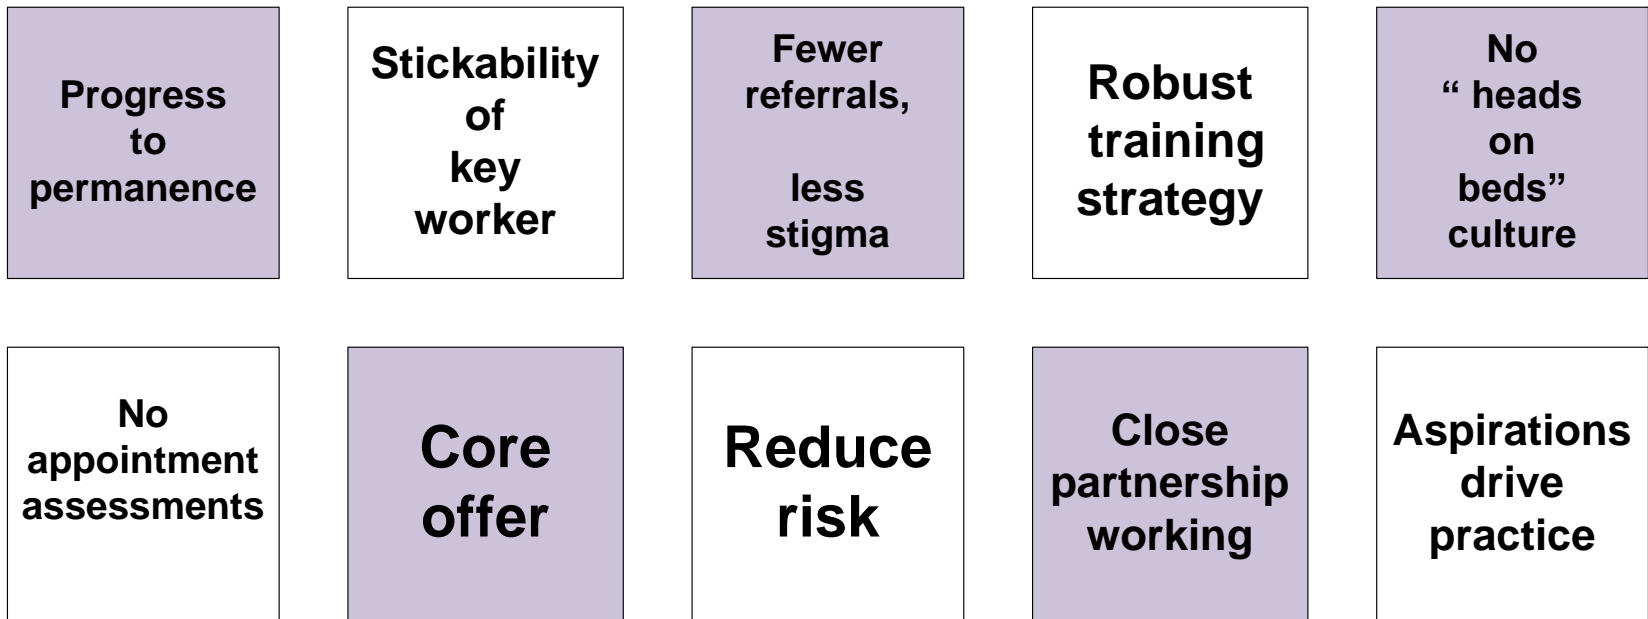 Progress
to
permanence
Stickability
of
key
worker
Fewer
referrals,
less
stigma
Robust
training
strategy
No
“ heads
on
beds”
culture
No
appointment
assessments
Core
offer
Reduce
risk
Close
partnership
working
Aspirations
drive
practice